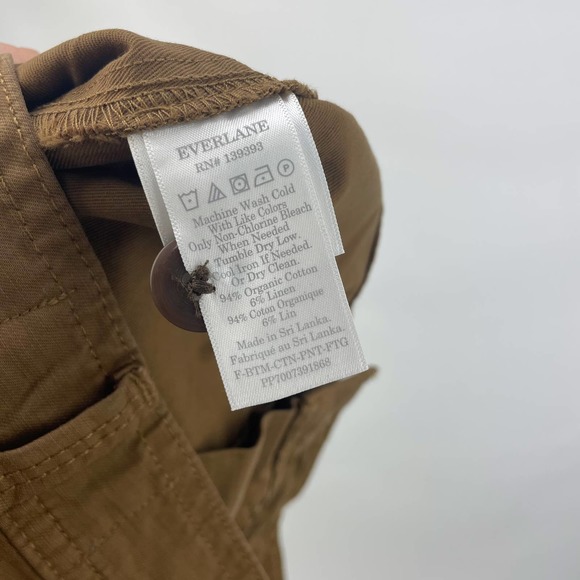 EVERLANE
RN# 139393
Machine Wash Cold
With Like Colors
Only Non-Chlorine Bleach
When Needed
Tumble Dry Low.
Cool Iron If Needed.
Or Dry Clean.
94% Organic Cotton
6% Linen
94% Cotan Organique
6% Lin
Made in Sri Lanka.
Fabriqué au Sri Lanka.
F-BTM-CTN-PNT-FTG
PP7007391868